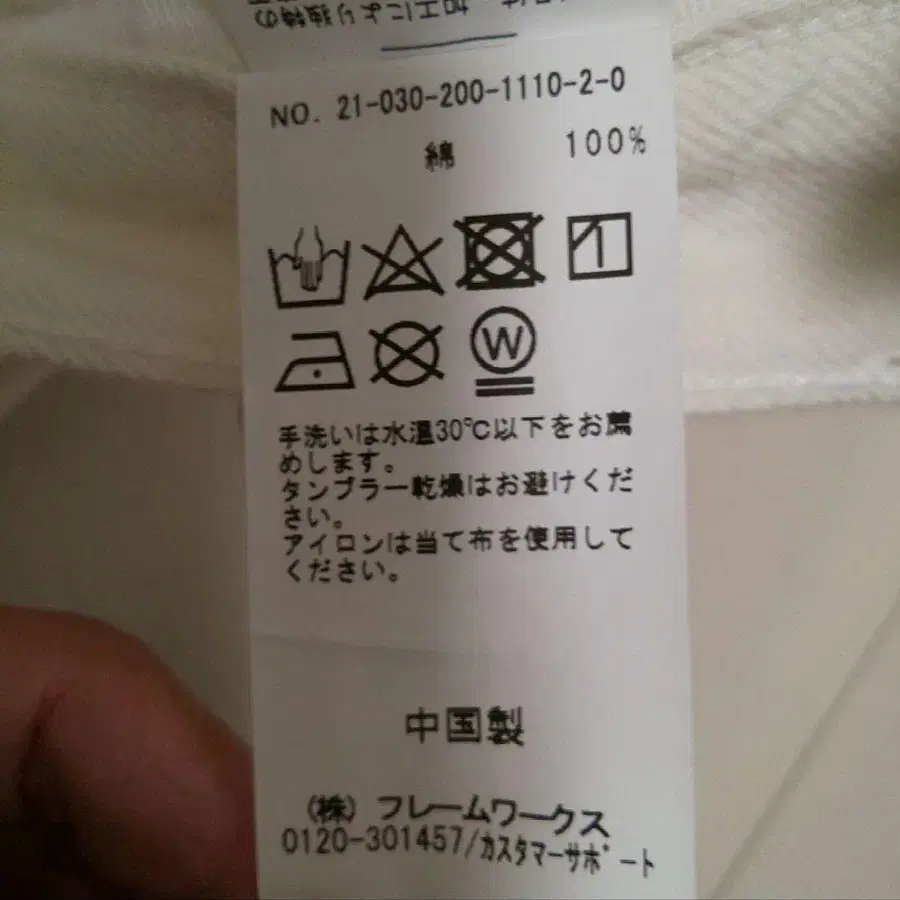 NO. 21-030-200-1110-2-0
綿 100%
W
手洗いは水温30℃以下をお薦
めします。
タンブラー乾燥はお避けくだ
さい。
アイロンは当て布を使用して
ください。
中国製
(株) フレームワークス
0120-301457/カスタマーサポート